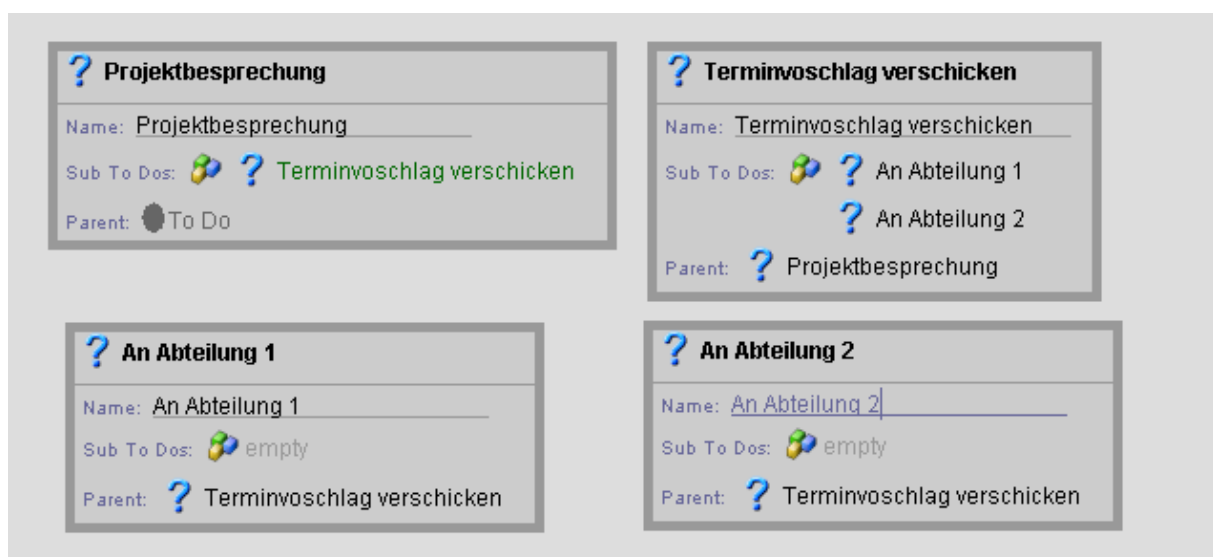 Projektbesprechung
Name: Projektbesprechung
Sub To Dos: Terminvoschlag verschicken
Parent: To Do
Terminvoschlag verschicken
Name: Terminvoschlag verschicken
Sub To Dos: An Abteilung 1
An Abteilung 2
Parent: Projektbesprechung
An Abteilung 1
Name: An Abteilung 1
Sub To Dos: empty
Parent: Terminvoschlag verschicken
An Abteilung 2
Name: An Abteilung 2
Sub To Dos: empty
Parent: Terminvoschlag verschicken